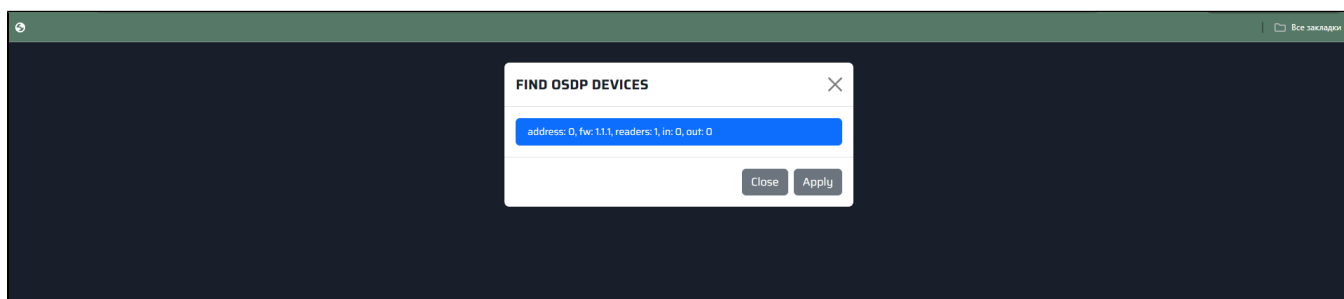 Все закладки
FIND OSDP DEVICES
address: 0, fw: 1.1.1, readers: 1, in: 0, out: 0
Close Apply